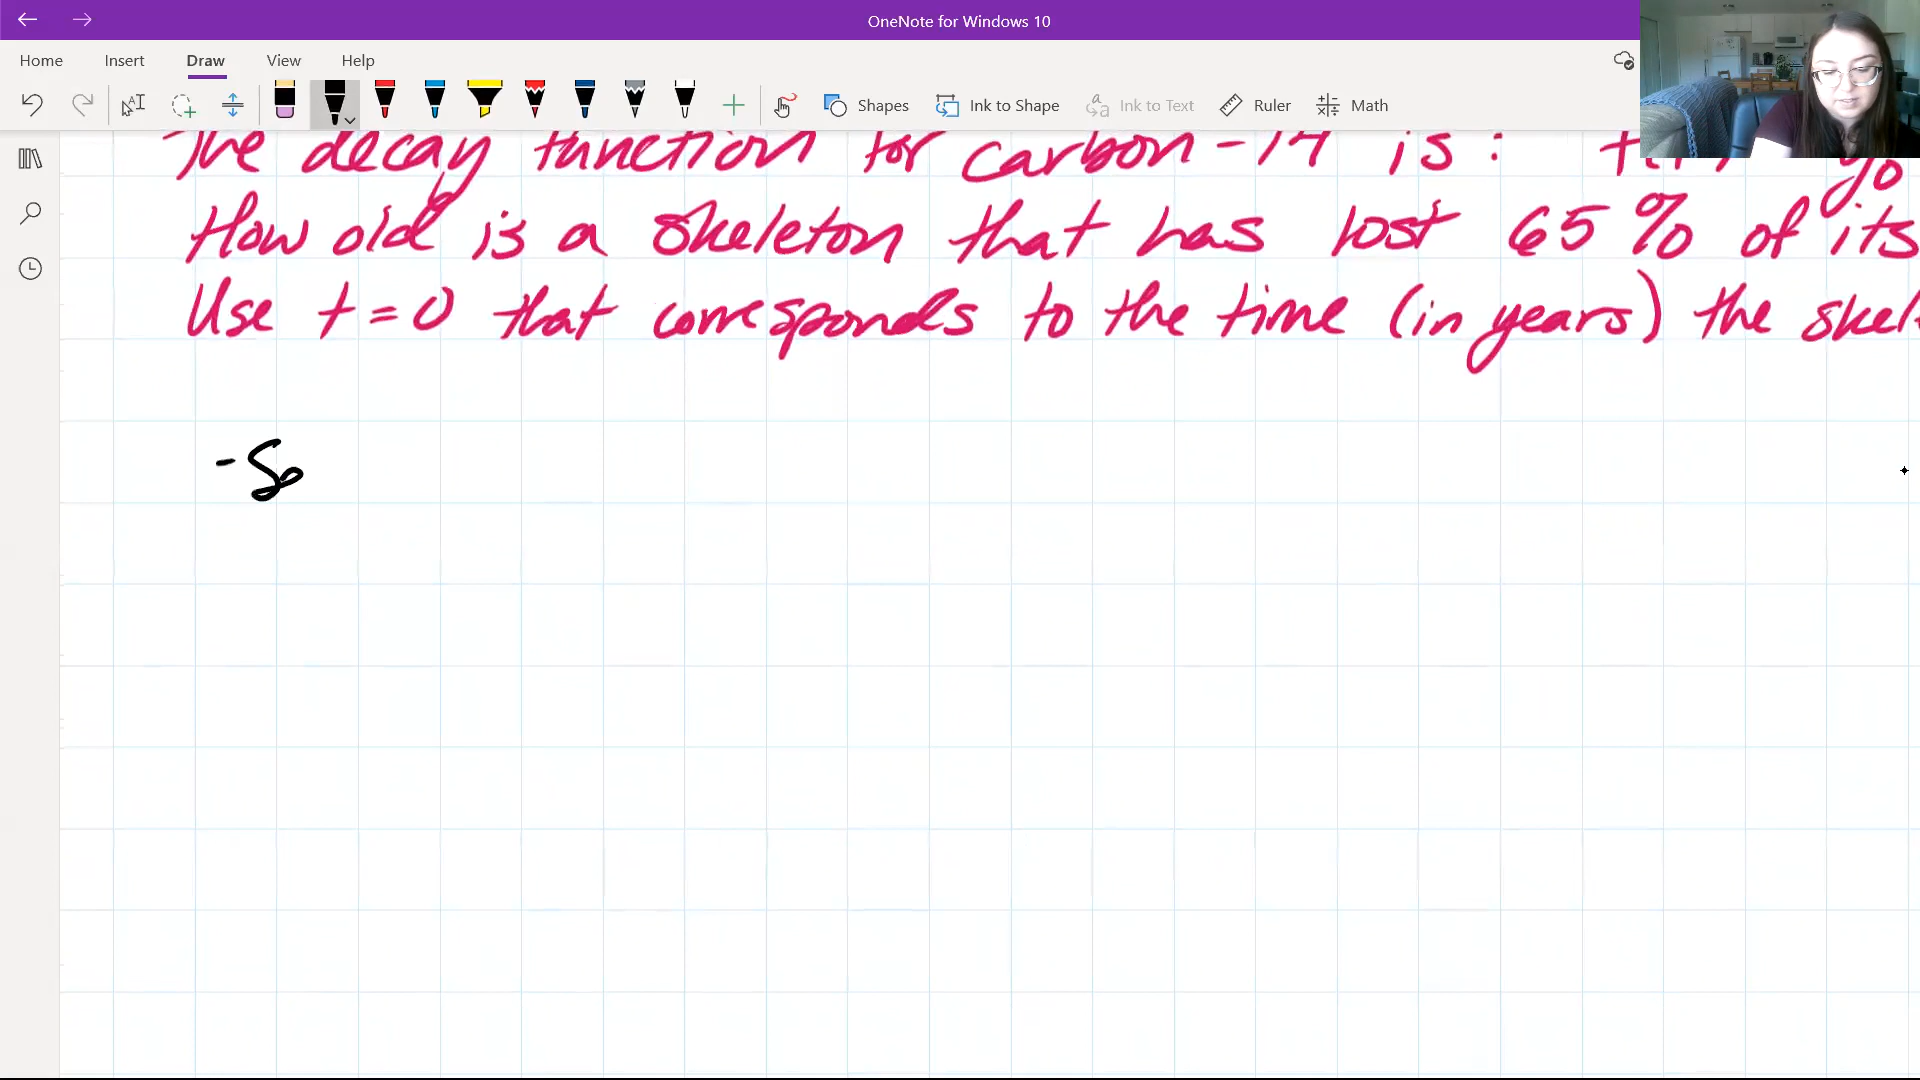 OneNote for Windows 10
Home Insert Draw View Help
Shapes Ink to Shape Ink to Text Ruler Math
The decay function for Carbon-14 is:
How old is a skeleton that has lost 65% of its
Use t=0 that corresponds to the time (in years) the skel
-So